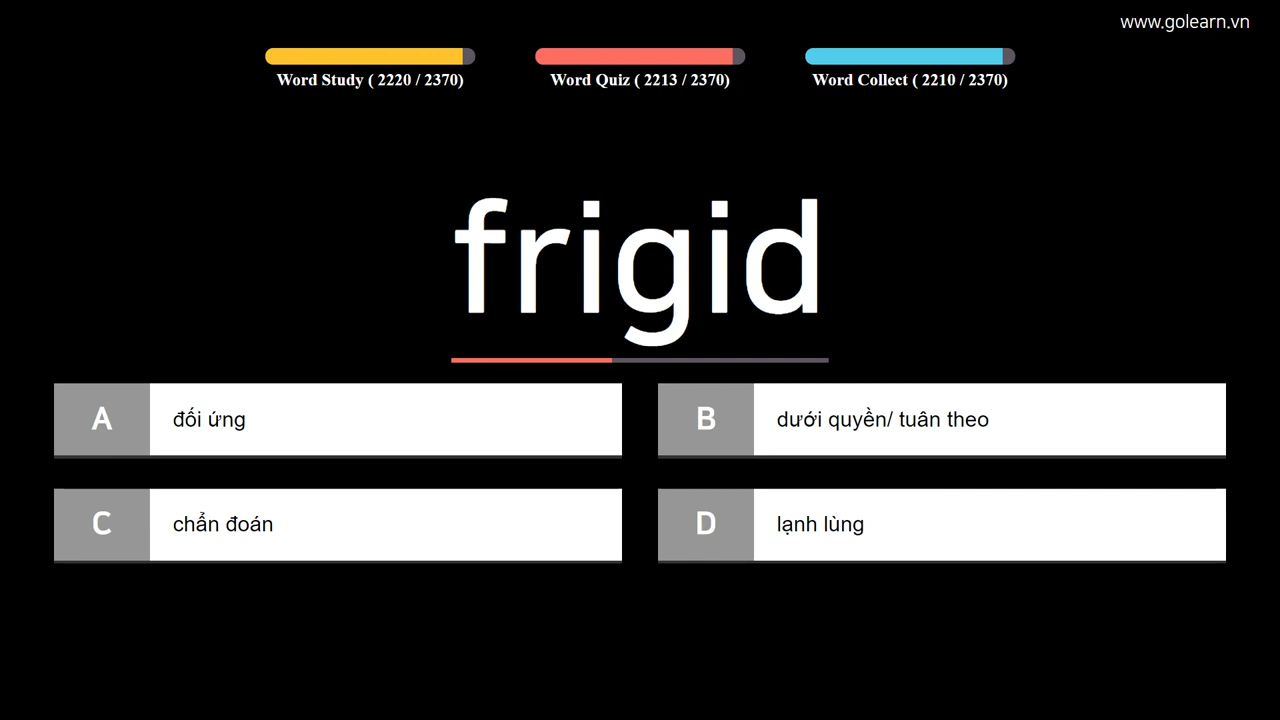 www.golearn.vn
Word Study ( 2220 / 2370)
Word Quiz ( 2213 / 2370)
Word Collect ( 2210 / 2370)
frigid
A đối ứng
B dưới quyền/ tuân theo
C chẩn đoán
D lạnh lùng